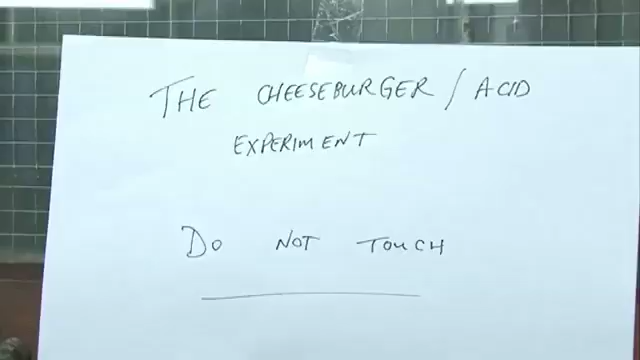 THE CHEESEBURGER / ACID
EXPERIMENT
DO NOT TOUCH